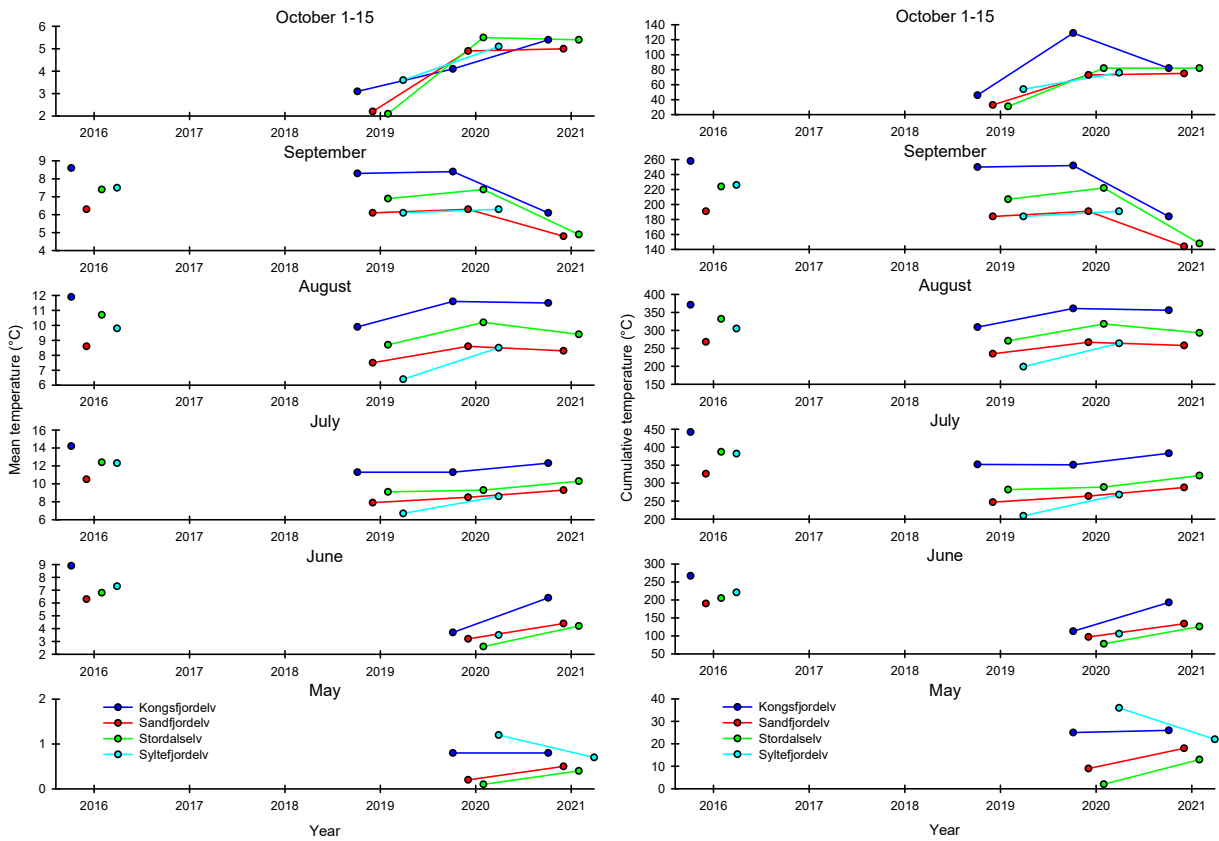 October 1-15
6
5
4
3
2
2016 2017 2018 2019 2020 2021
September
9
8
7
6
5
4
2016 2017 2018 2019 2020 2021
August
12
11
10
9
8
7
6
2016 2017 2018 2019 2020 2021
July
16
14
12
10
8
6
2016 2017 2018 2019 2020 2021
June
9
8
7
6
5
4
3
2
2016 2017 2018 2019 2020 2021
May
2
1
0
Kongsfjordelv
Sandfjordelv
Stordalselv
Syltefjordelv
2016 2017 2018 2019 2020 2021
Year
Mean temperature (°C)
October 1-15
140
120
100
80
60
40
20
2016 2017 2018 2019 2020 2021
September
260
240
220
200
180
160
140
2016 2017 2018 2019 2020 2021
August
400
350
300
250
200
150
2016 2017 2018 2019 2020 2021
July
450
400
350
300
250
200
2016 2017 2018 2019 2020 2021
June
300
250
200
150
100
50
2016 2017 2018 2019 2020 2021
May
40
30
20
10
0
Kongsfjordelv
Sandfjordelv
Stordalselv
Syltefjordelv
2016 2017 2018 2019 2020 2021
Year
Cumulative temperature (°C)